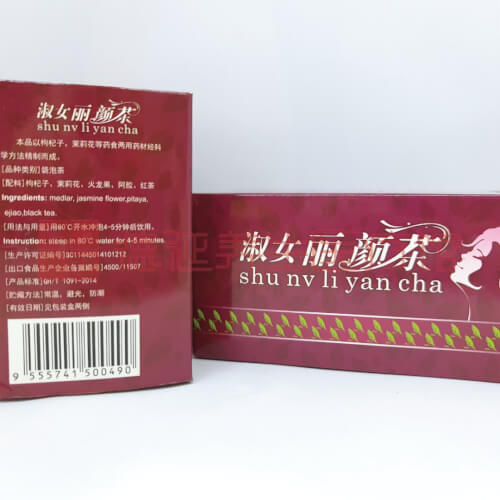 淑女丽颜茶
shu nv li yan cha
本品以枸杞子、茉莉花等药食两用药材经科
学方法精制而成。
[品种类别] 袋泡茶
[配料] 枸杞子、茉莉花、火龙果、阿胶、红茶
Ingredients: medlar, jasmine flower,pitaya,
ejiao,black tea.
[用法与用量] 用80℃开水冲泡4-5分钟后饮用。
Instruction: steep in 80℃ water for 4-5 minutes.
[生产许可证编号] 3C11445014101212
[出口食品生产企业备案编号] 4500/11507
[产品标准] QH/T 1091-2014
[贮藏方法] 常温，避光，防潮
[有效日期] 见包装盒两侧
9 555741 500490
淑女丽颜茶
shu nv li yan cha